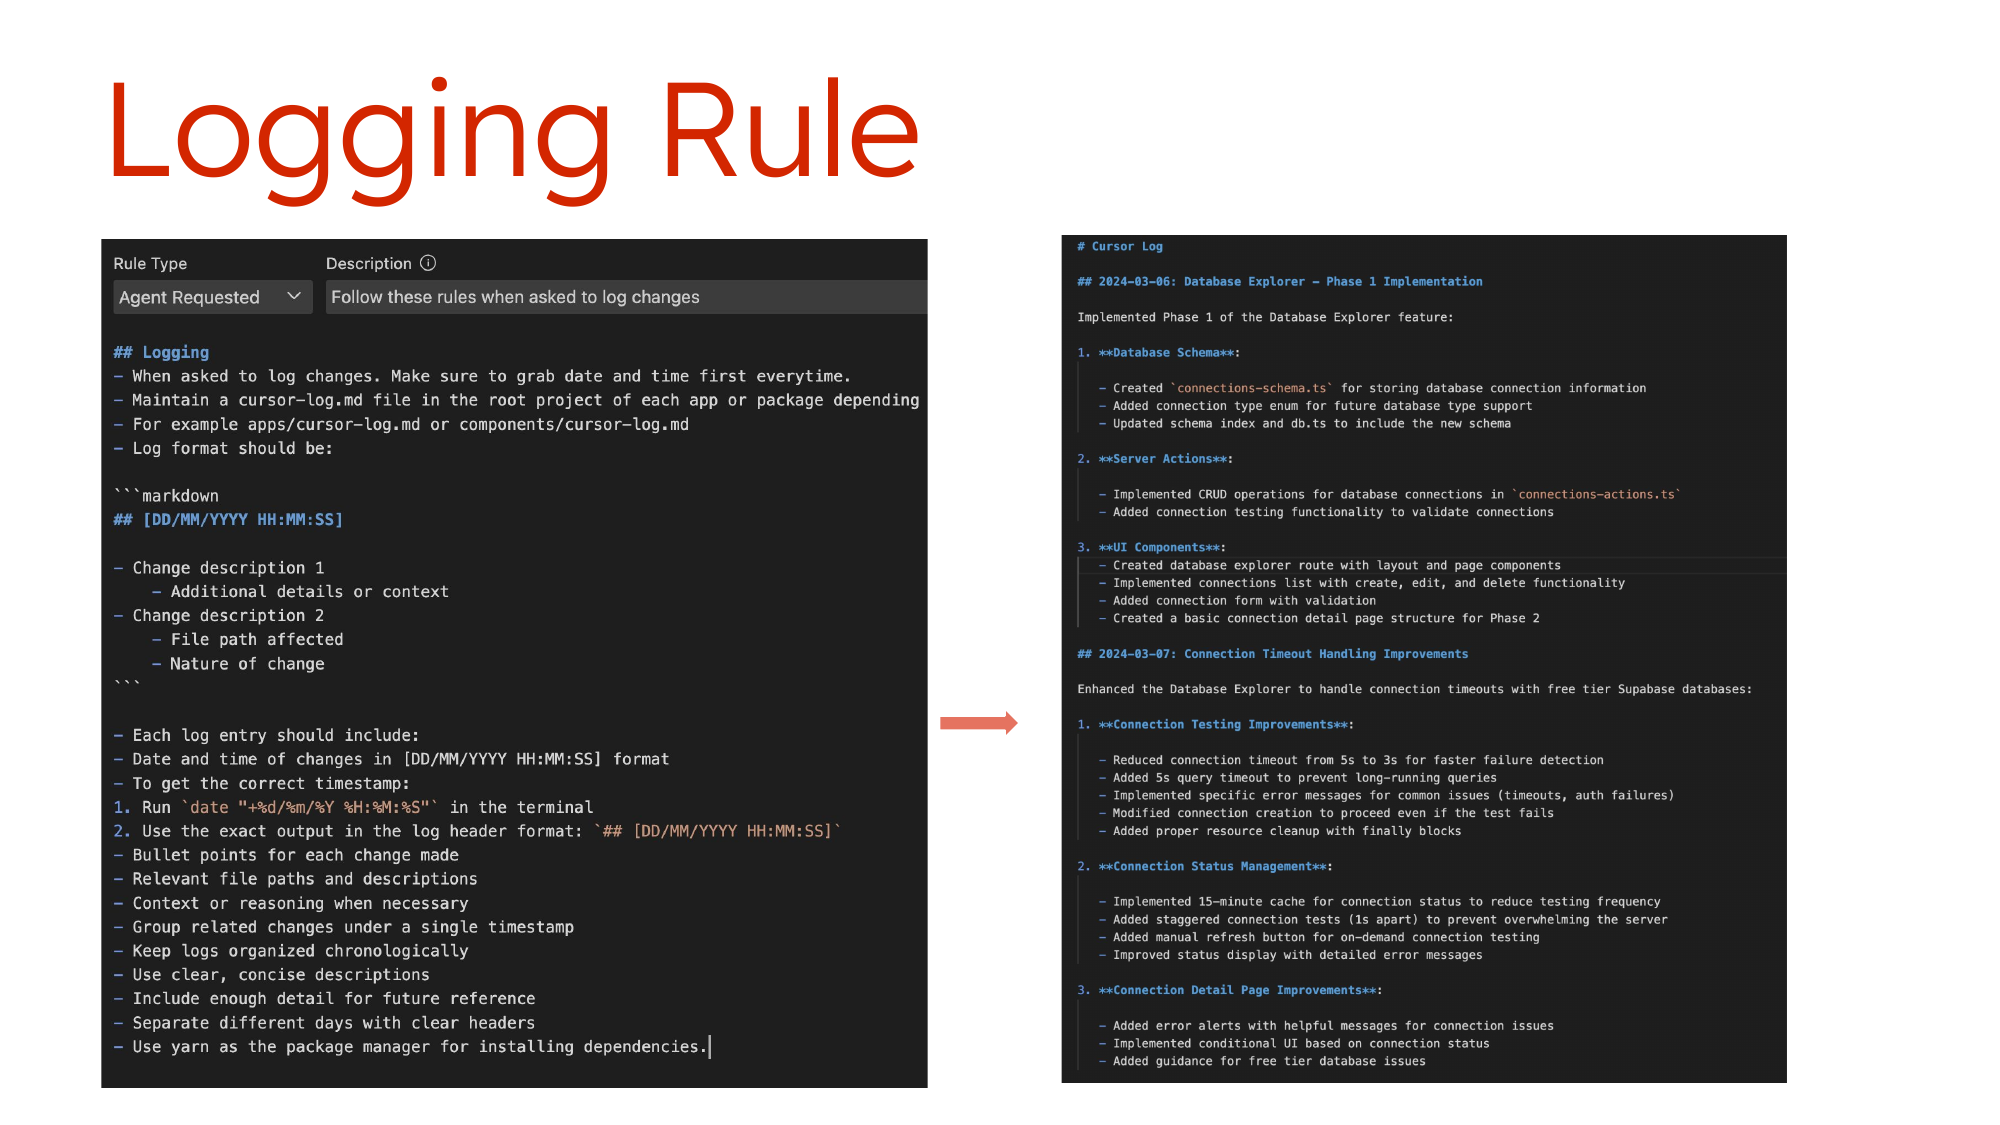 Logging Rule
Rule Type
Description
Agent Requested
Follow these rules when asked to log changes
## Logging
- When asked to log changes. Make sure to grab date and time first everytime.
- Maintain a cursor-log.md file in the root project of each app or package depending
- For example apps/cursor-log.md or components/cursor-log.md
- Log format should be:
```markdown
## [DD/MM/YYYY HH:MM:SS]
- Change description 1
- Additional details or context
- Change description 2
- File path affected
- Nature of change
```
- Each log entry should include:
- Date and time of changes in [DD/MM/YYYY HH:MM:SS] format
- To get the correct timestamp:
1. Run `date "+%d/%m/%Y %H:%M:%S"` in the terminal
2. Use the exact output in the log header format: `## [DD/MM/YYYY HH:MM:SS]`
- Bullet points for each change made
- Relevant file paths and descriptions
- Context or reasoning when necessary
- Group related changes under a single timestamp
- Keep logs organized chronologically
- Use clear, concise descriptions
- Include enough detail for future reference
- Separate different days with clear headers
- Use yarn as the package manager for installing dependencies.
# Cursor Log
## 2024-03-06: Database Explorer - Phase 1 Implementation
Implemented Phase 1 of the Database Explorer feature:
1. **Database Schema**:
- Created `connections-schema.ts` for storing database connection information
- Added connection type enum for future database type support
- Updated schema index and db.ts to include the new schema
2. **Server Actions**:
- Implemented CRUD operations for database connections in `connections-actions.ts`
- Added connection testing functionality to validate connections
3. **UI Components**:
- Created database explorer route with layout and page components
- Implemented connections list with create, edit, and delete functionality
- Added connection form with validation
- Created a basic connection detail page structure for Phase 2
## 2024-03-07: Connection Timeout Handling Improvements
Enhanced the Database Explorer to handle connection timeouts with free tier Supabase databases:
1. **Connection Testing Improvements**:
- Reduced connection timeout from 5s to 3s for faster failure detection
- Added 5s query timeout to prevent long-running queries
- Implemented specific error messages for common issues (timeouts, auth failures)
- Modified connection creation to proceed even if the test fails
- Added proper resource cleanup with finally blocks
2. **Connection Status Management**:
- Implemented 15-minute cache for connection status to reduce testing frequency
- Added staggered connection tests (1s apart) to prevent overwhelming the server
- Added manual refresh button for on-demand connection testing
- Improved status display with detailed error messages
3. **Connection Detail Page Improvements**:
- Added error alerts with helpful messages for connection issues
- Implemented conditional UI based on connection status
- Added guidance for free tier database issues